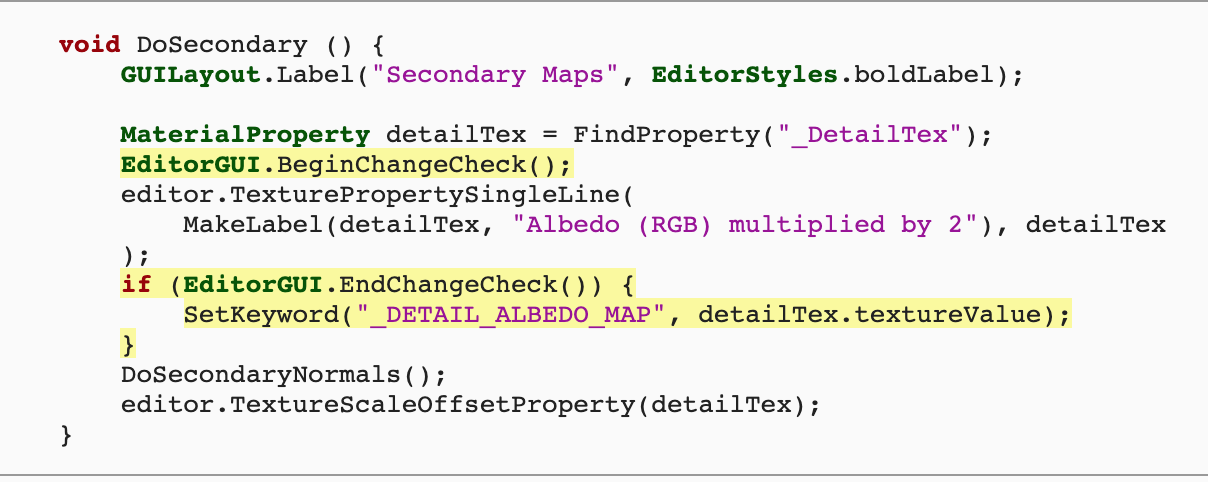 void DoSecondary () {
GUILayout.Label("Secondary Maps", EditorStyles.boldLabel);
MaterialProperty detailTex = FindProperty("_DetailTex");
EditorGUI.BeginChangeCheck();
editor.TexturePropertySingleLine(
MakeLabel(detailTex, "Albedo (RGB) multiplied by 2"), detailTex
);
if (EditorGUI.EndChangeCheck()) {
SetKeyword("_DETAIL_ALBEDO_MAP", detailTex.textureValue);
}
DoSecondaryNormals();
editor.TextureScaleOffsetProperty(detailTex);
}